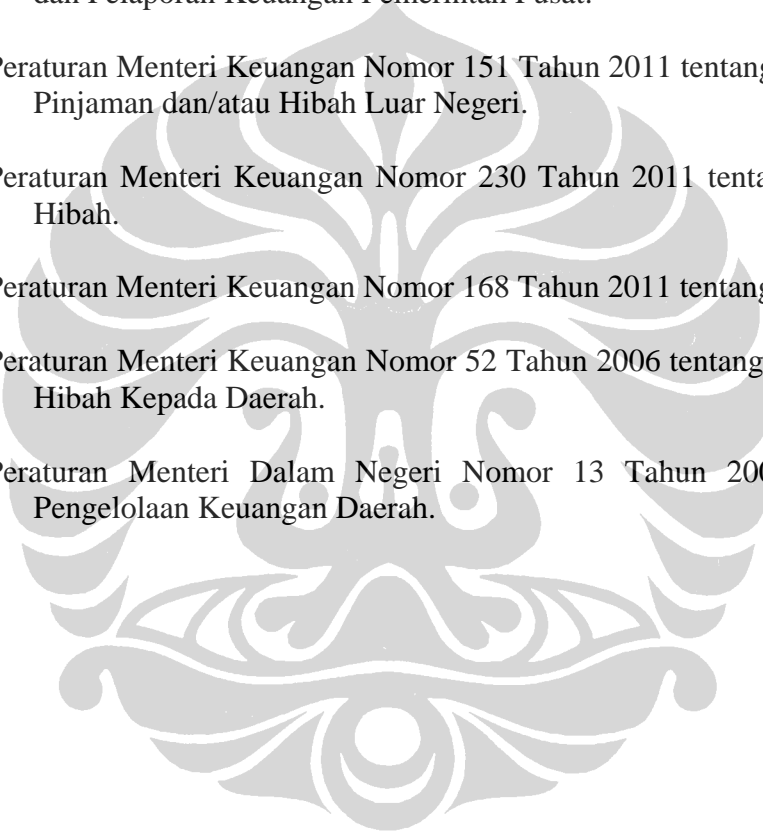 dan Pelaporan Keuangan Pemerintah Pusat.
Peraturan Menteri Keuangan Nomor 151 Tahun 2011 tentang
Pinjaman dan/atau Hibah Luar Negeri.
Peraturan Menteri Keuangan Nomor 230 Tahun 2011 tenta
Hibah.
Peraturan Menteri Keuangan Nomor 168 Tahun 2011 tentang
Peraturan Menteri Keuangan Nomor 52 Tahun 2006 tentang
Hibah Kepada Daerah.
Peraturan Menteri Dalam Negeri Nomor 13 Tahun 200
Pengelolaan Keuangan Daerah.